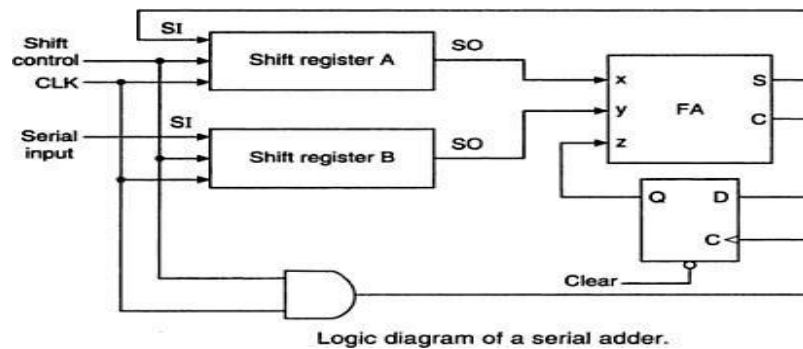 SI
Shift
control
CLK
Shift register A
SO
x
y
z
FA
S
C
Serial
input
SI
Shift register B
SO
Q
D
C
Clear
Logic diagram of a serial adder.